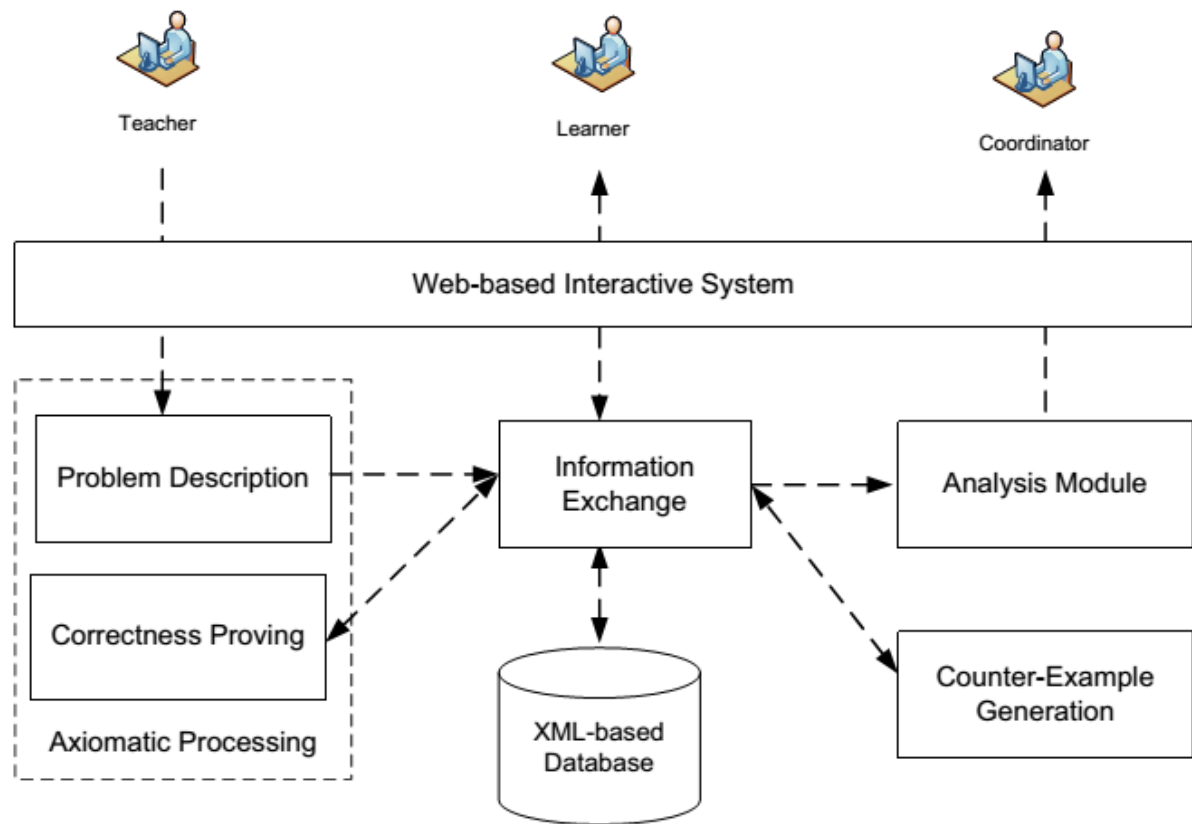 Teacher
Learner
Coordinator
Web-based Interactive System
Problem Description
Information
Exchange
Analysis Module
Correctness Proving
Counter-Example
Generation
Axiomatic Processing
XML-based
Database